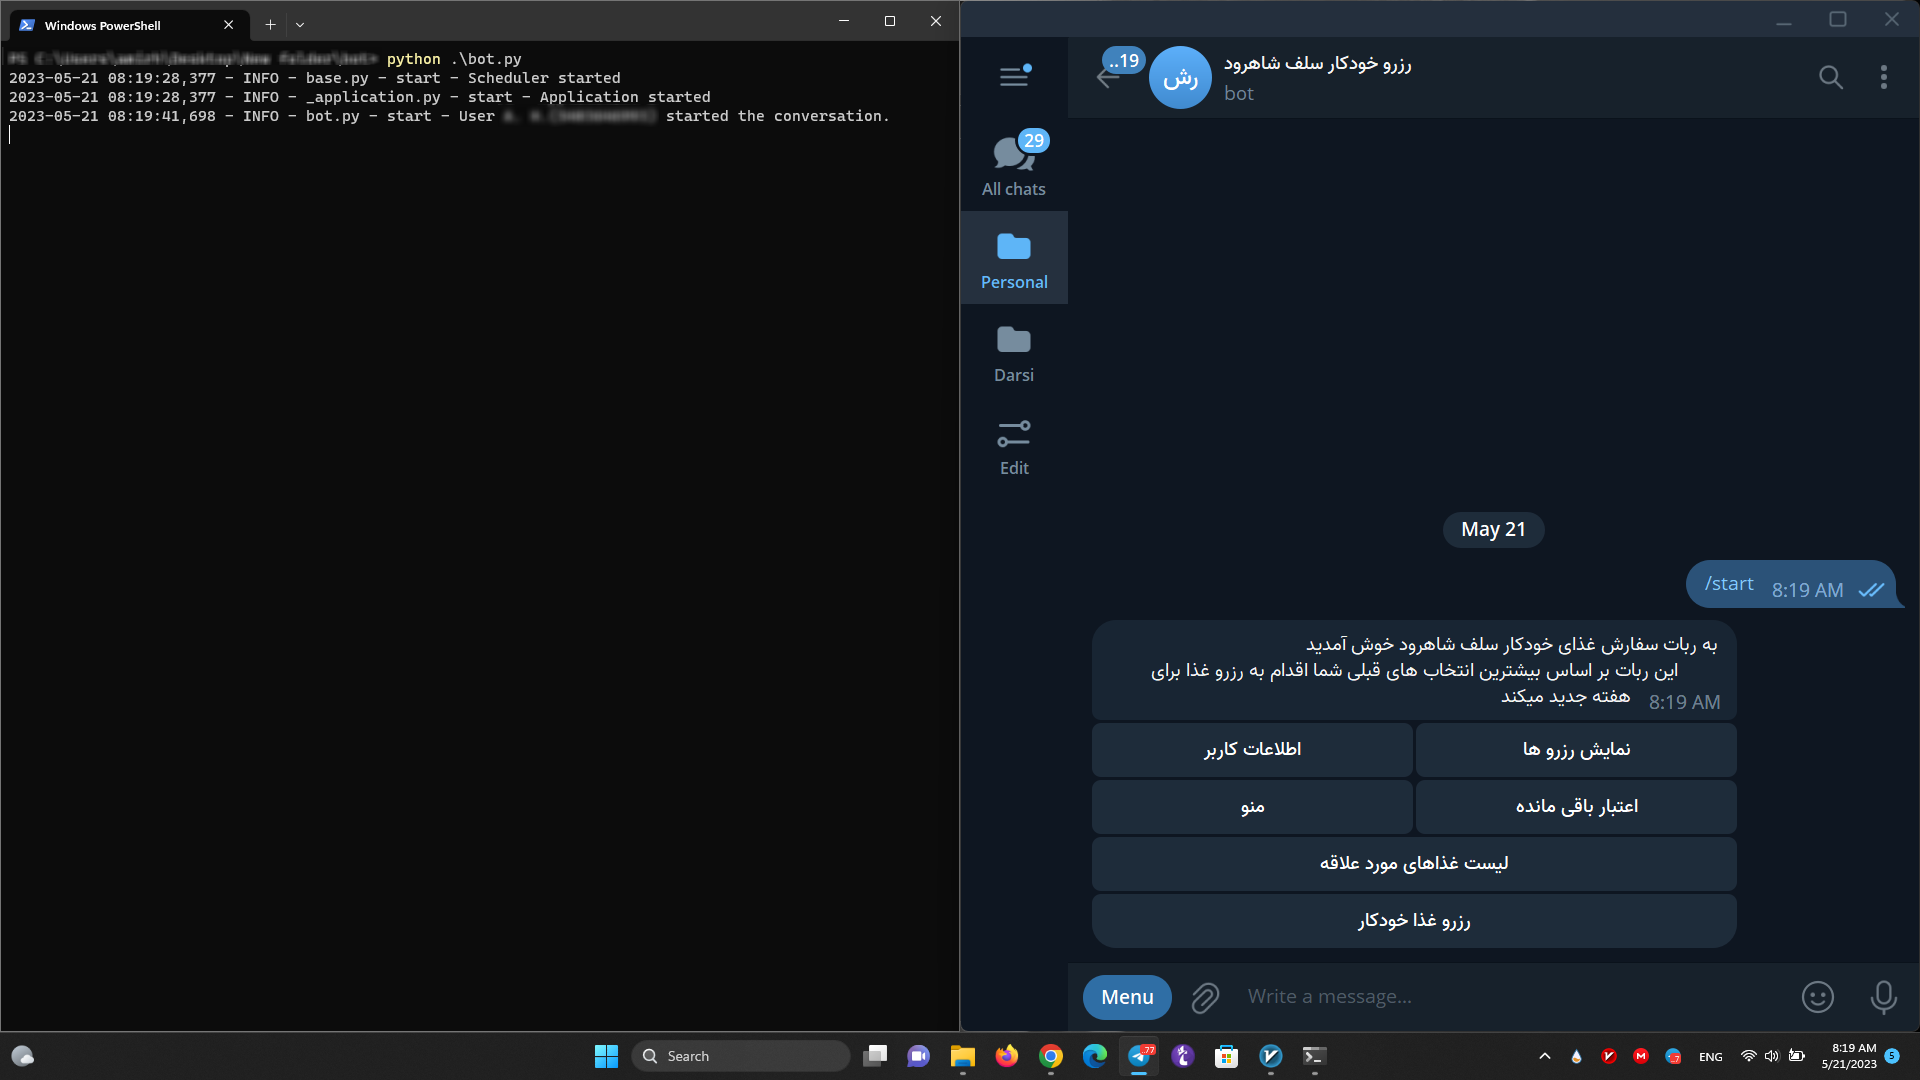 Windows PowerShell
python .\bot.py
2023-05-21 08:19:28,377 - INFO - base.py - start - Scheduler started
2023-05-21 08:19:28,377 - INFO - _application.py - start - Application started
2023-05-21 08:19:41,698 - INFO - bot.py - start - User started the conversation.
..19
رش
رزرو خودکار سلف شاهرود
bot
29
All chats
Personal
Darsi
Edit
May 21
/start 8:19 AM
به ربات سفارش غذای خودکار سلف شاهرود خوش آمدید
این ربات بر اساس بیشترین انتخاب های قبلی شما اقدام به رزرو غذا برای
هفته جدید میکند 8:19 AM
نمایش رزرو ها
اطلاعات کاربر
اعتبار باقی مانده
منو
لیست غذاهای مورد علاقه
رزرو غذا خودکار
Menu
Write a message...
Search
77
ENG
8:19 AM
5/21/2023
5